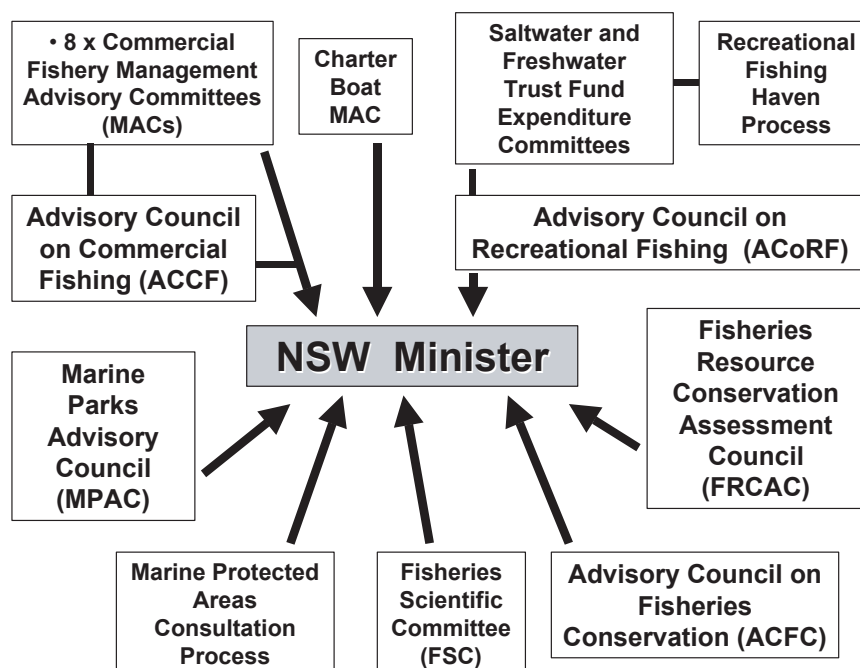 • 8 x Commercial
Fishery Management
Advisory Committees
(MACs)
Charter
Boat
MAC
Saltwater and
Freshwater
Trust Fund
Expenditure
Committees
Recreational
Fishing
Haven
Process
Advisory Council
on Commercial
Fishing (ACCF)
Advisory Council on
Recreational Fishing (ACoRF)
NSW Minister
Marine
Parks
Advisory
Council
(MPAC)
Fisheries
Resource
Conservation
Assessment
Council
(FRCAC)
Marine Protected
Areas
Consultation
Process
Fisheries
Scientific
Committee
(FSC)
Advisory Council on
Fisheries
Conservation (ACFC)